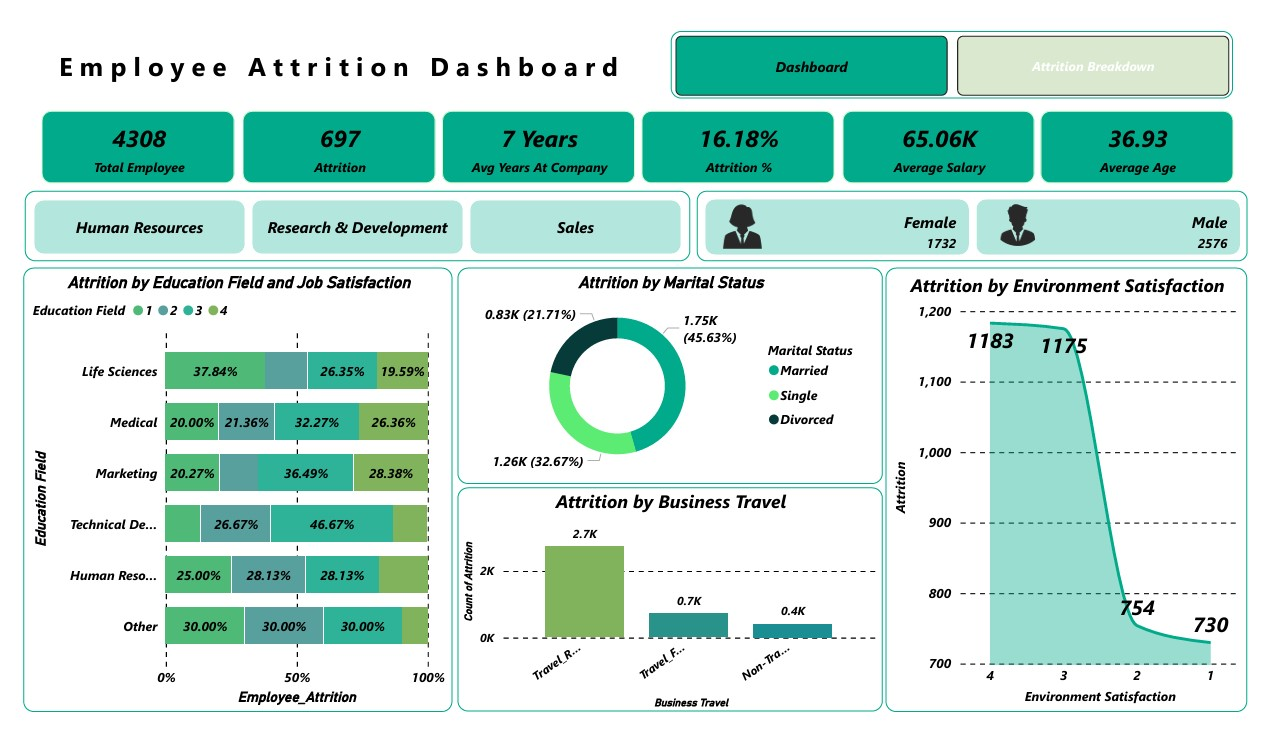 Employee Attrition Dashboard
Dashboard
Attrition Breakdown
4308
Total Employee
697
Attrition
7 Years
Avg Years At Company
16.18%
Attrition %
65.06K
Average Salary
36.93
Average Age
Human Resources
Research & Development
Sales
Female
1732
Male
2576
Attrition by Education Field and Job Satisfaction
Education Field 1 2 3 4
Education Field
Life Sciences 37.84% 26.35% 19.59%
Medical 20.00% 21.36% 32.27% 26.36%
Marketing 20.27% 36.49% 28.38%
Technical De... 26.67% 46.67%
Human Reso... 25.00% 28.13% 28.13%
Other 30.00% 30.00% 30.00%
0% 50% 100%
Employee_Attrition
Attrition by Marital Status
0.83K (21.71%)
1.75K
(45.63%)
1.26K (32.67%)
Marital Status
Married
Single
Divorced
Attrition by Business Travel
Count of Attrition
2K
0K
2.7K
0.7K
0.4K
Travel_R...
Travel_F...
Non-Tra...
Business Travel
Attrition by Environment Satisfaction
Attrition
1,200
1,100
1,000
900
800
700
1183
1175
754
730
4 3 2 1
Environment Satisfaction